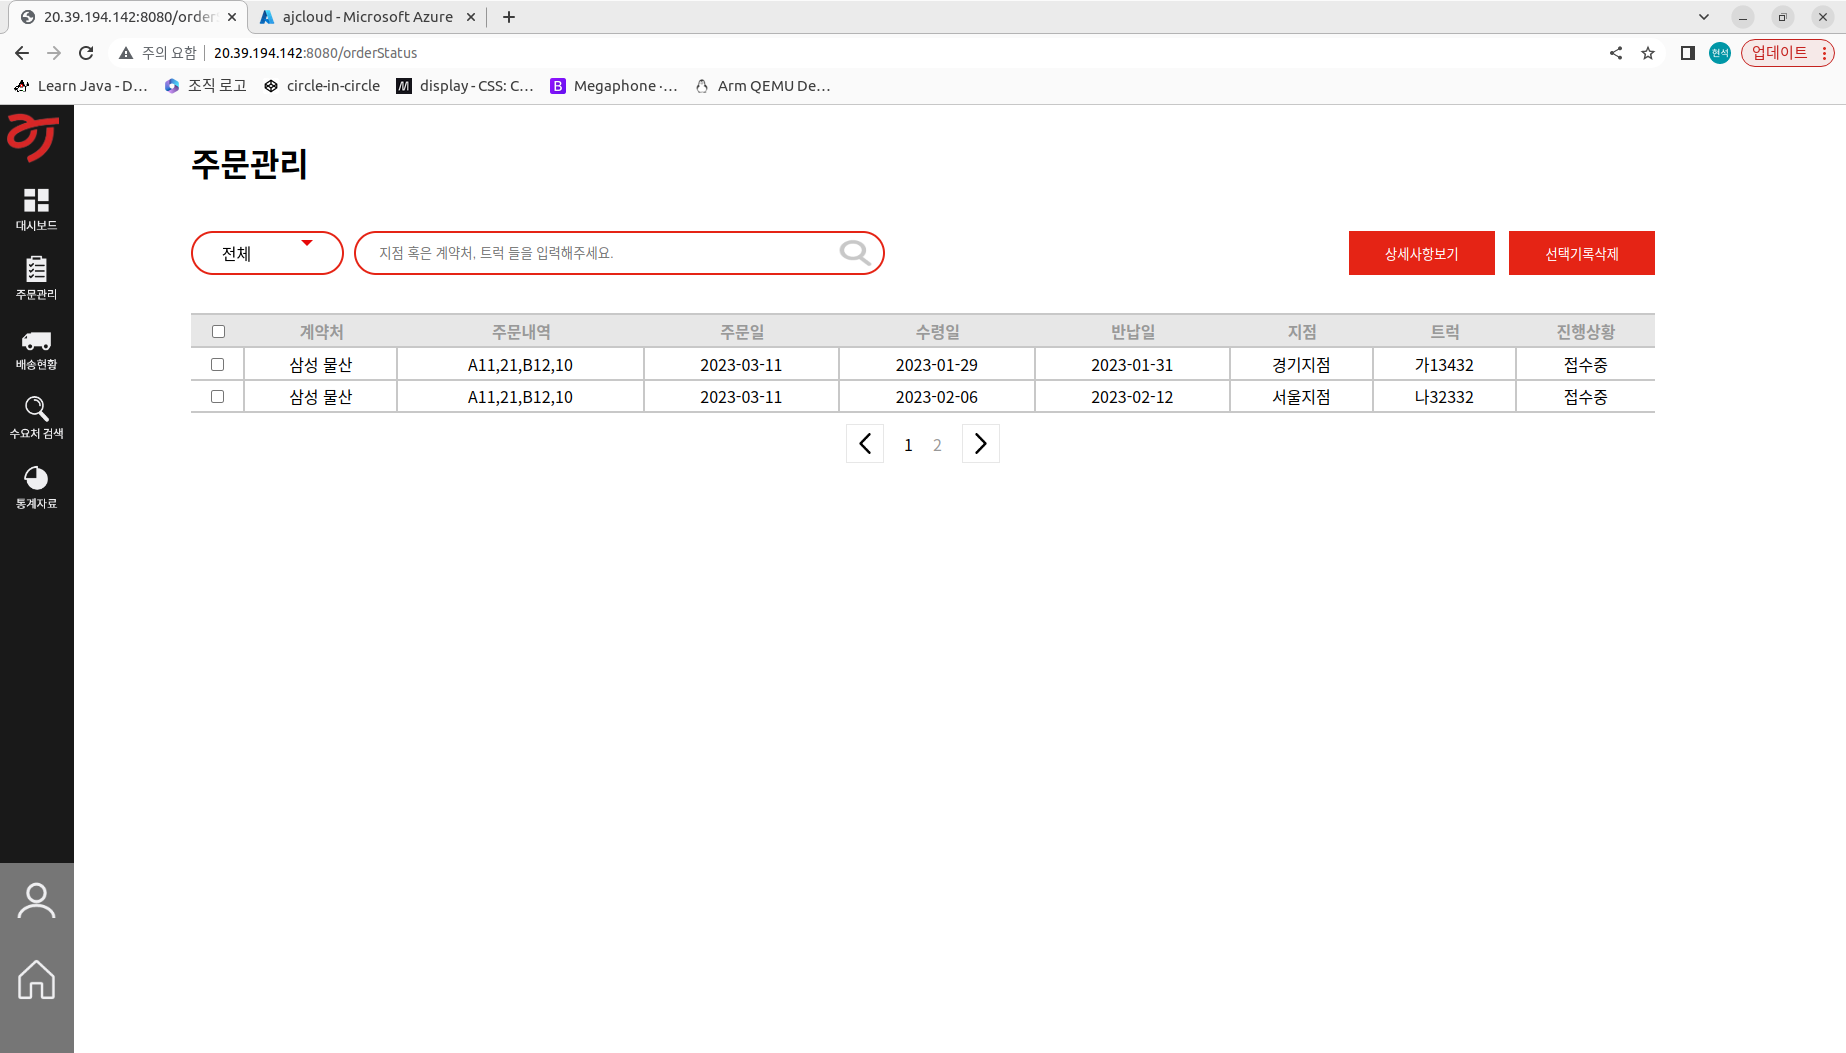 20.39.194.142:8080/order
ajcloud - Microsoft Azure
주의 요함
20.39.194.142:8080/orderStatus
현석
업데이트
Learn Java - D...
조직 로고
circle-in-circle
display - CSS: C...
Megaphone ·...
Arm QEMU De...
주문관리
대시보드
주문관리
배송현황
수요처 검색
통계자료
전체
지점 혹은 계약처, 트럭 들을 입력해주세요.
상세사항보기
선택기록삭제
계약처 주문내역 주문일 수령일 반납일 지점 트럭 진행상황
삼성 물산 A11,21,B12,10 2023-03-11 2023-01-29 2023-01-31 경기지점 가13432 접수중
삼성 물산 A11,21,B12,10 2023-03-11 2023-02-06 2023-02-12 서울지점 나32332 접수중
1 2